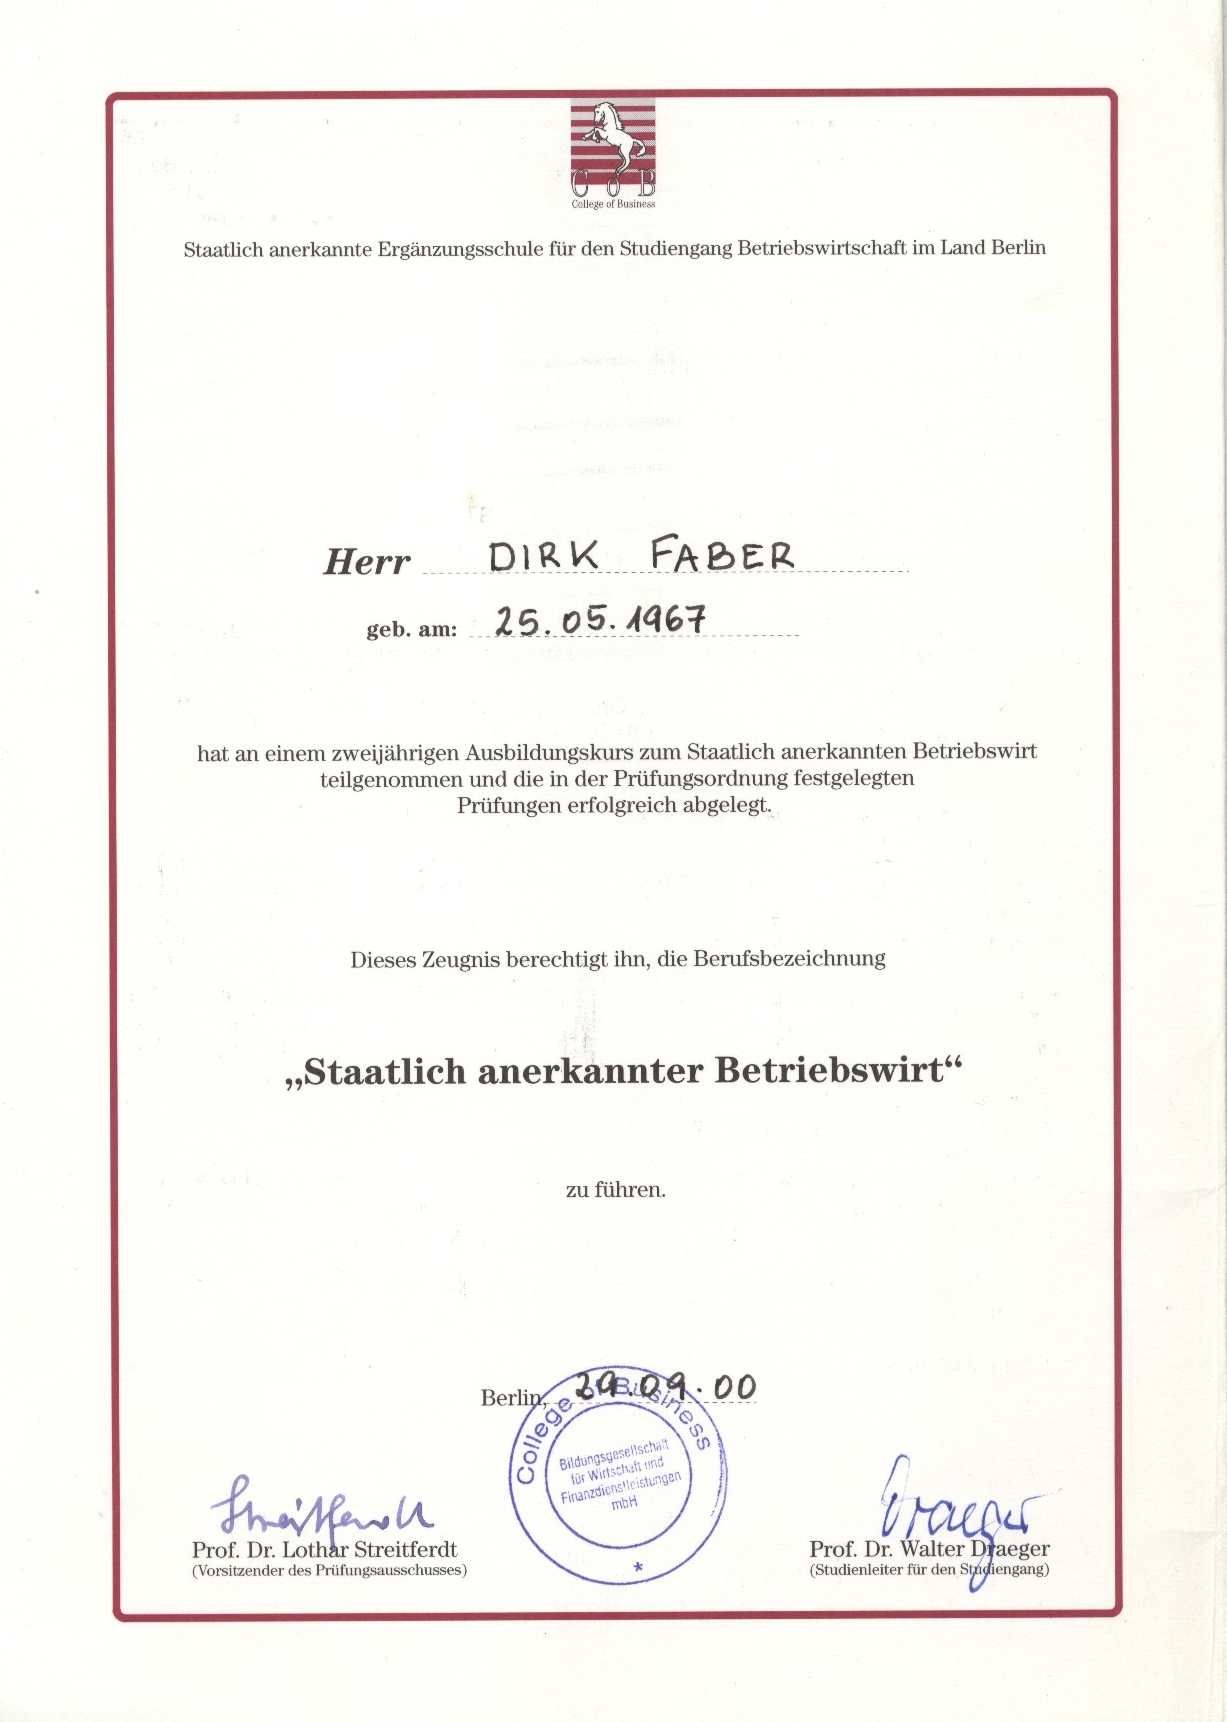 COB
College of Business
Staatlich anerkannte Ergänzungsschule für den Studiengang Betriebswirtschaft im Land Berlin
Herr DIRK FABER
geb. am: 25.05.1967
hat an einem zweijährigen Ausbildungskurs zum Staatlich anerkannten Betriebswirt
teilgenommen und die in der Prüfungsordnung festgelegten
Prüfungen erfolgreich abgelegt.
Dieses Zeugnis berechtigt ihn, die Berufsbezeichnung
„Staatlich anerkannter Betriebswirt“
zu führen.
Berlin, 29.09.00
College of Business
Bildungsgesellschaft
für Wirtschaft und
Finanzdienstleistungen
mbH
*
Streitferdt
Prof. Dr. Lothar Streitferdt
(Vorsitzender des Prüfungsausschusses)
Draeger
Prof. Dr. Walter Draeger
(Studienleiter für den Studiengang)